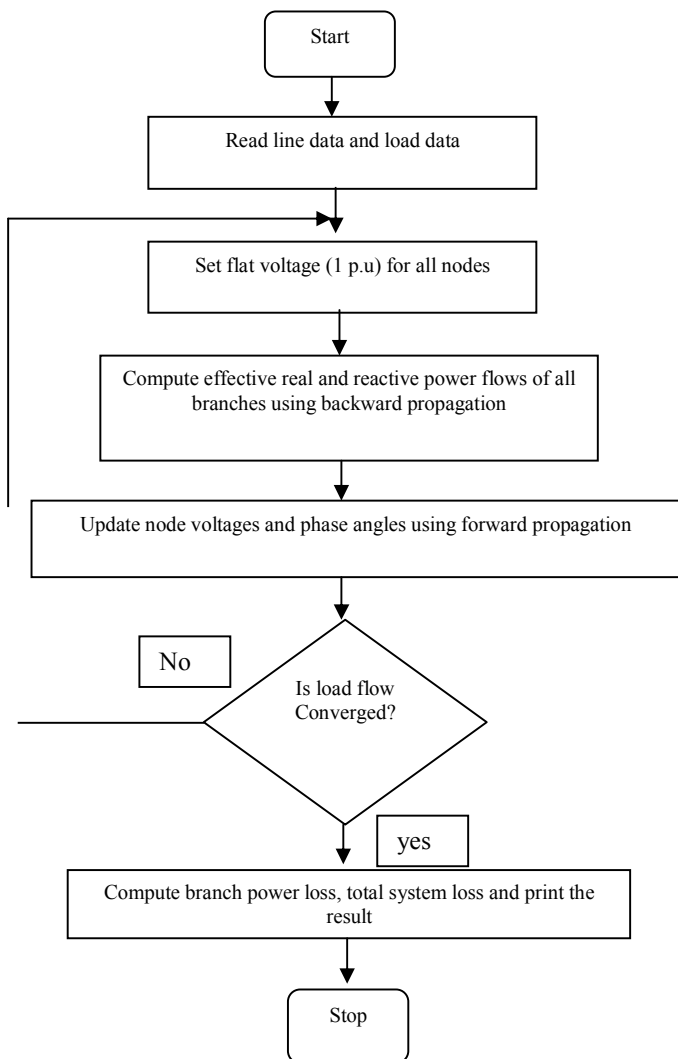 Start
Read line data and load data
Set flat voltage (1 p.u) for all nodes
Compute effective real and reactive power flows of all
branches using backward propagation
Update node voltages and phase angles using forward propagation
No
Is load flow
Converged?
yes
Compute branch power loss, total system loss and print the
result
Stop